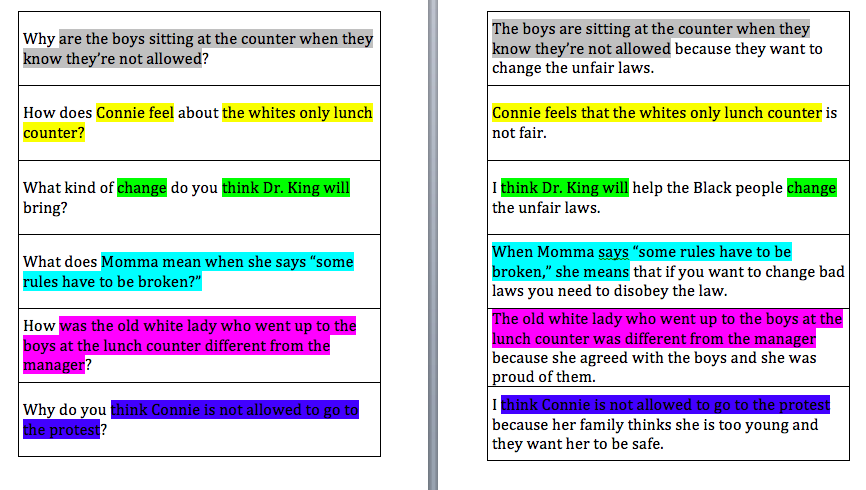 Why are the boys sitting at the counter when they
know they’re not allowed?
How does Connie feel about the whites only lunch
counter?
What kind of change do you think Dr. King will
bring?
What does Momma mean when she says “some
rules have to be broken?”
How was the old white lady who went up to the
boys at the lunch counter different from the
manager?
Why do you think Connie is not allowed to go to
the protest?
The boys are sitting at the counter when they
know they’re not allowed because they want to
change the unfair laws.
Connie feels that the whites only lunch counter is
not fair.
I think Dr. King will help the Black people change
the unfair laws.
When Momma says “some rules have to be
broken,” she means that if you want to change bad
laws you need to disobey the law.
The old white lady who went up to the boys at the
lunch counter was different from the manager
because she agreed with the boys and she was
proud of them.
I think Connie is not allowed to go to the protest
because her family thinks she is too young and
they want her to be safe.